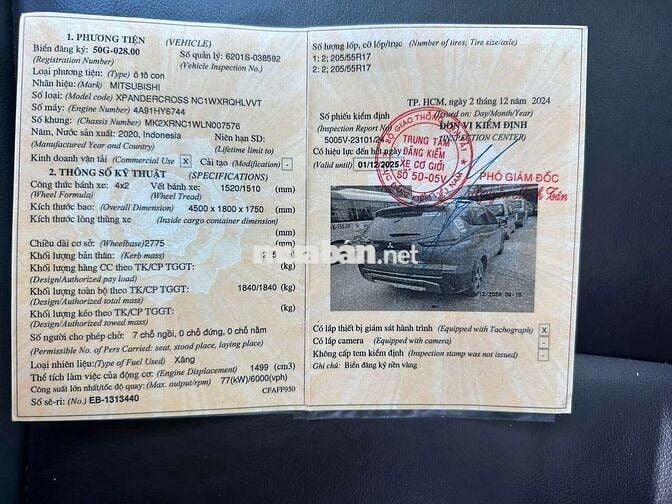 1. PHƯƠNG TIỆN (VEHICLE)
Biển đăng ký: 50G-028.00 Số quản lý: 6201S-038592
(Registration Number) (Vehicle Inspection No.)
Loại phương tiện: (Type) ô tô con
Nhãn hiệu: (Mark) MITSUBISHI
Số loại: (Model code) XPANDERCROSS NC1WXRQHLVVT
Số máy: (Engine Number) 4A91HY6744
Số khung: (Chassis Number) MK2XRNC1WLN007576
Năm, Nước sản xuất: 2020, Indonesia Niên hạn SD:
(Manufactured Year and Country) (Lifetime limit to)
Kinh doanh vận tải (Commercial Use) X Cải tạo (Modification) -
2. THÔNG SỐ KỸ THUẬT (SPECIFICATIONS)
Công thức bánh xe: 4x2 Vết bánh xe: 1520/1510 (mm)
(Wheel Formula) (Wheel Tread)
Kích thước bao: (Overall Dimension) 4500 x 1800 x 1750 (mm)
Kích thước lòng thùng xe (Inside cargo container dimension)
(mm)
Chiều dài cơ sở: (Wheelbase) 2775 (mm)
Khối lượng bản thân: (Kerb mass) (kg)
Khối lượng hàng CC theo TK/CP TGGT: (kg)
(Design/Authorized pay load)
Khối lượng toàn bộ theo TK/CP TGGT: 1840/1840 (kg)
(Design/Authorized total mass)
Khối lượng kéo theo TK/CP TGGT: (kg)
(Design/Authorized towed mass)
Số người cho phép chở: 7 chỗ ngồi, 0 chỗ đứng, 0 chỗ nằm
(Permissible No. of Pers Carried: seat, stood place, laying place)
Loại nhiên liệu: (Type of Fuel Used) Xăng
Thể tích làm việc của động cơ: (Engine Displacement) 1499 (cm3)
Công suất lớn nhất/tốc độ quay: (Max. output/rpm) 77(kW)/6000(vph)
CFAFF950
Số sê-ri: (No.) EB-1313440
Số lượng lốp, cỡ lốp/trục (Number of tires; Tire size/axle)
1: 2; 205/55R17
2: 2; 205/55R17
TP. HCM, ngày 2 tháng 12 năm 2024
Số phiếu kiểm định (Issued on: Day/Month/Year)
(Inspection Report No) ĐƠN VỊ KIỂM ĐỊNH
5005V-23101/24 (INSPECTION CENTER)
Có hiệu lực đến hết ngày
(Valid until) 01/12/2025
BỘ GIAO THÔNG VẬN TẢI
TRUNG TÂM
ĐĂNG KIỂM
XE CƠ GIỚI
SỐ 50-05V
PHÓ GIÁM ĐỐC
muaban.net
Có lắp thiết bị giám sát hành trình (Equipped with Tachograph) X
Có lắp camera (Equipped with camera) -
Không cấp tem kiểm định (Inspection stamp was not issued) -
Ghi chú: Biển đăng ký nền vàng